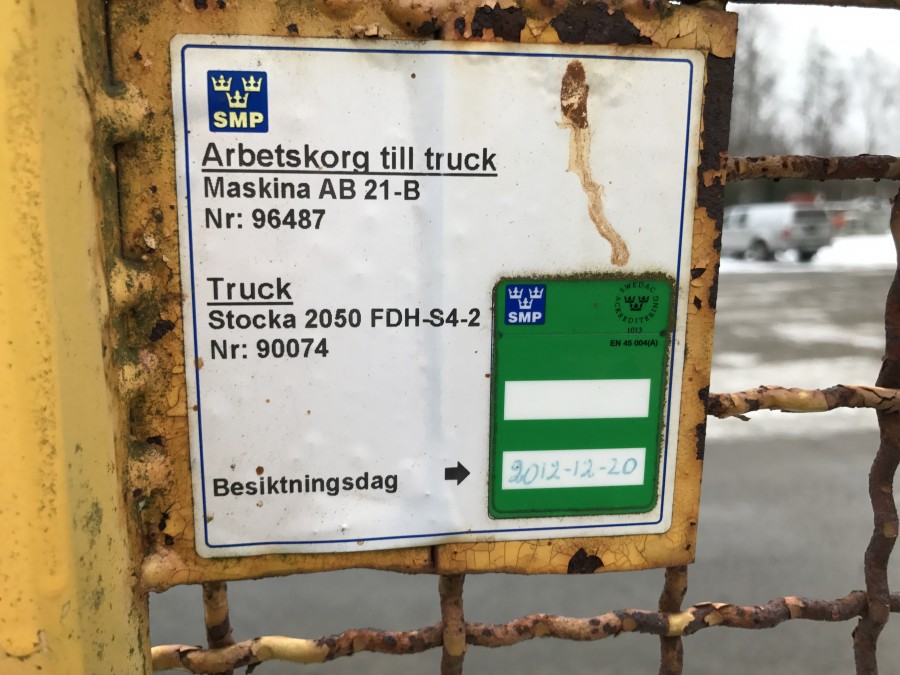 SMP
Arbetskorg till truck
Maskina AB 21-B
Nr: 96487
Truck
Stocka 2050 FDH-S4-2
Nr: 90074
Besiktningsdag
SMP
SWEDAC
ACKREDITERING
1013
EN 45 004(A)
2012-12-20